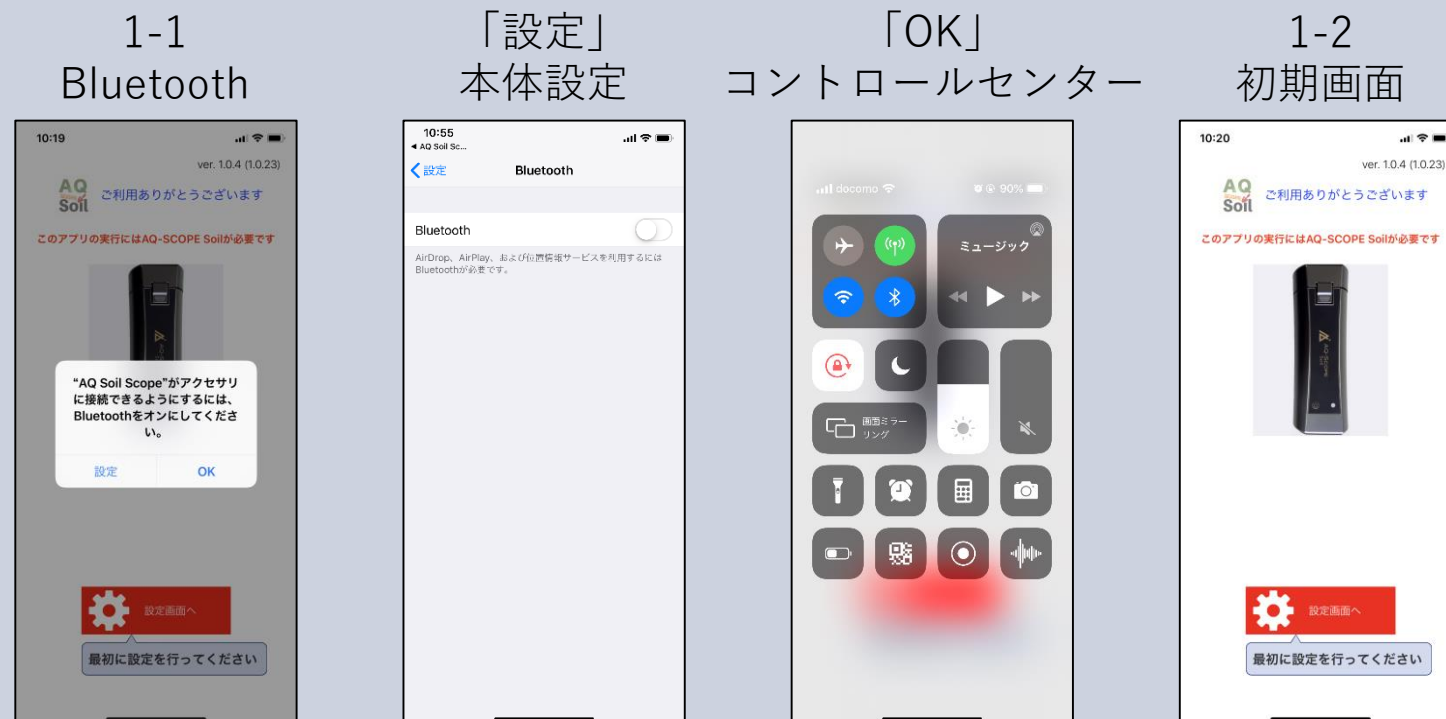 1-1
Bluetooth
「設定」
本体設定
「OK」
コントロールセンター
1-2
初期画面
10:19
ver. 1.0.4 (1.0.23)
AQ
Soil
ご利用ありがとうございます
このアプリの実行にはAQ-SCOPE Soilが必要です
“AQ Soil Scope”がアクセサリ
に接続できるようにするには、
Bluetoothをオンにしてくださ
い。
設定
OK
設定画面へ
最初に設定を行ってください
10:55
◀ AQ Soil Sc...
設定
Bluetooth
Bluetooth
AirDrop、AirPlay、および位置情報サービスを利用するには
Bluetoothが必要です。
docomo
90%
ミュージック
画面ミラー
リング
10:20
ver. 1.0.4 (1.0.23)
AQ
Soil
ご利用ありがとうございます
このアプリの実行にはAQ-SCOPE Soilが必要です
AQ-SCOPE
設定画面へ
最初に設定を行ってください